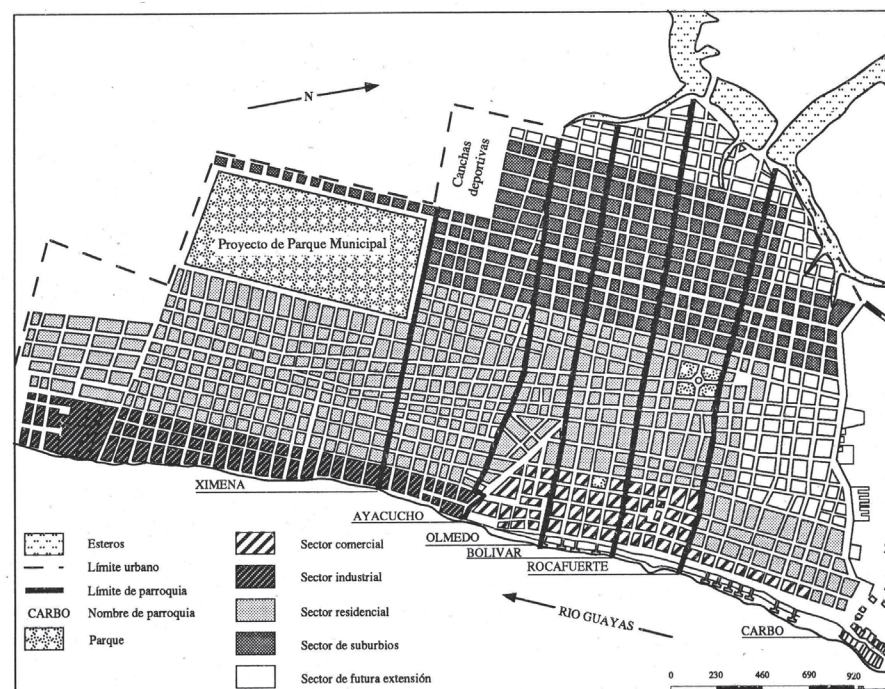 N
Canchas
deportivas
Proyecto de Parque Municipal
XIMENA
AYACUCHO
OLMEDO
BOLIVAR
ROCAFUERTE
RIO GUAYAS
CARBO
Esteros
Límite urbano
Límite de parroquia
CARBO Nombre de parroquia
Parque
Sector comercial
Sector industrial
Sector residencial
Sector de suburbios
Sector de futura extensión
0 230 460 690 920